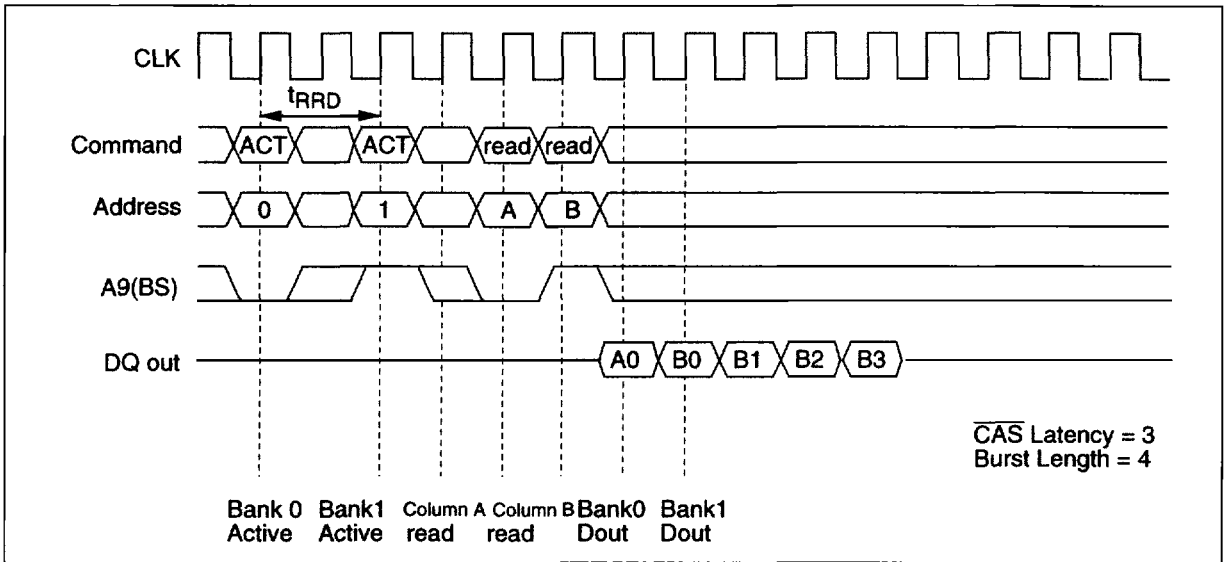 CLK
tRRD
Command ACT ACT read read
Address 0 1 A B
A9(BS)
DQ out A0 B0 B1 B2 B3
CAS Latency = 3
Burst Length = 4
Bank 0 Bank1 Column A Column B Bank0 Bank1
Active Active read read Dout Dout